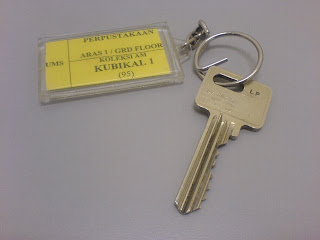 PERPUSTAKAAN
ARAS 1 / GRD FLOOR
UMS
KOLEKSI AM
KUBIKAL 1
(95)